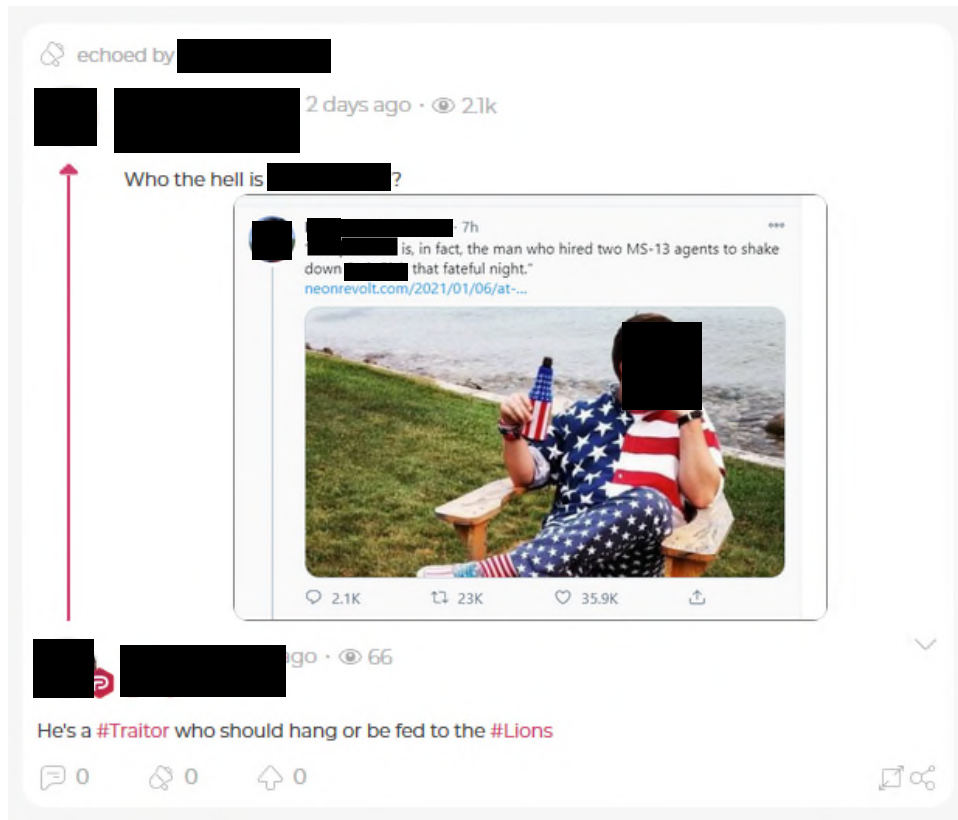 echoed by
2 days ago · 2.1k
Who the hell is ?
· 7h
is, in fact, the man who hired two MS-13 agents to shake
down that fateful night."
neonrevolt.com/2021/01/06/at-...
2.1K 23K 35.9K
ago · 66
He's a #Traitor who should hang or be fed to the #Lions
0 0 0